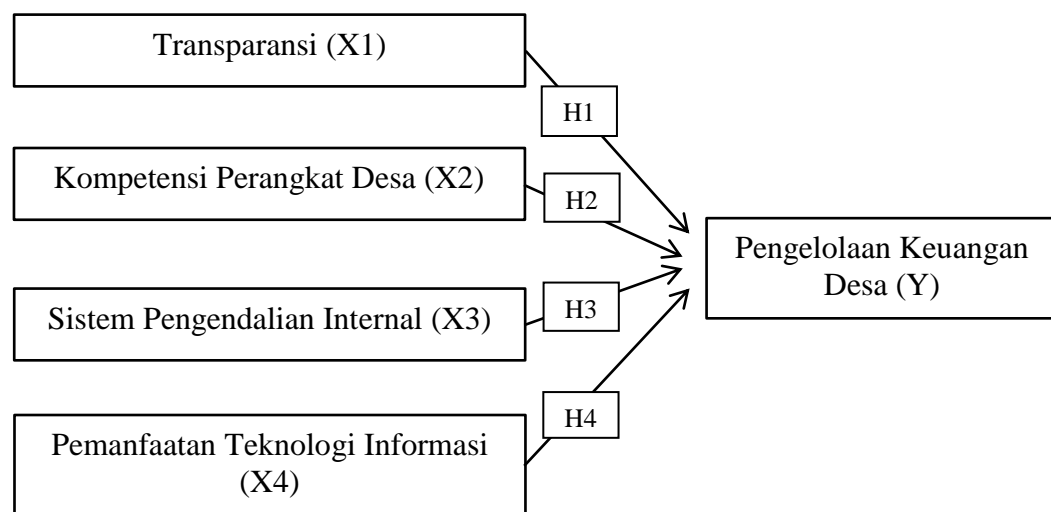 Transparansi (X1)
H1
Kompetensi Perangkat Desa (X2)
H2
Pengelolaan Keuangan
Desa (Y)
Sistem Pengendalian Internal (X3)
H3
H4
Pemanfaatan Teknologi Informasi
(X4)